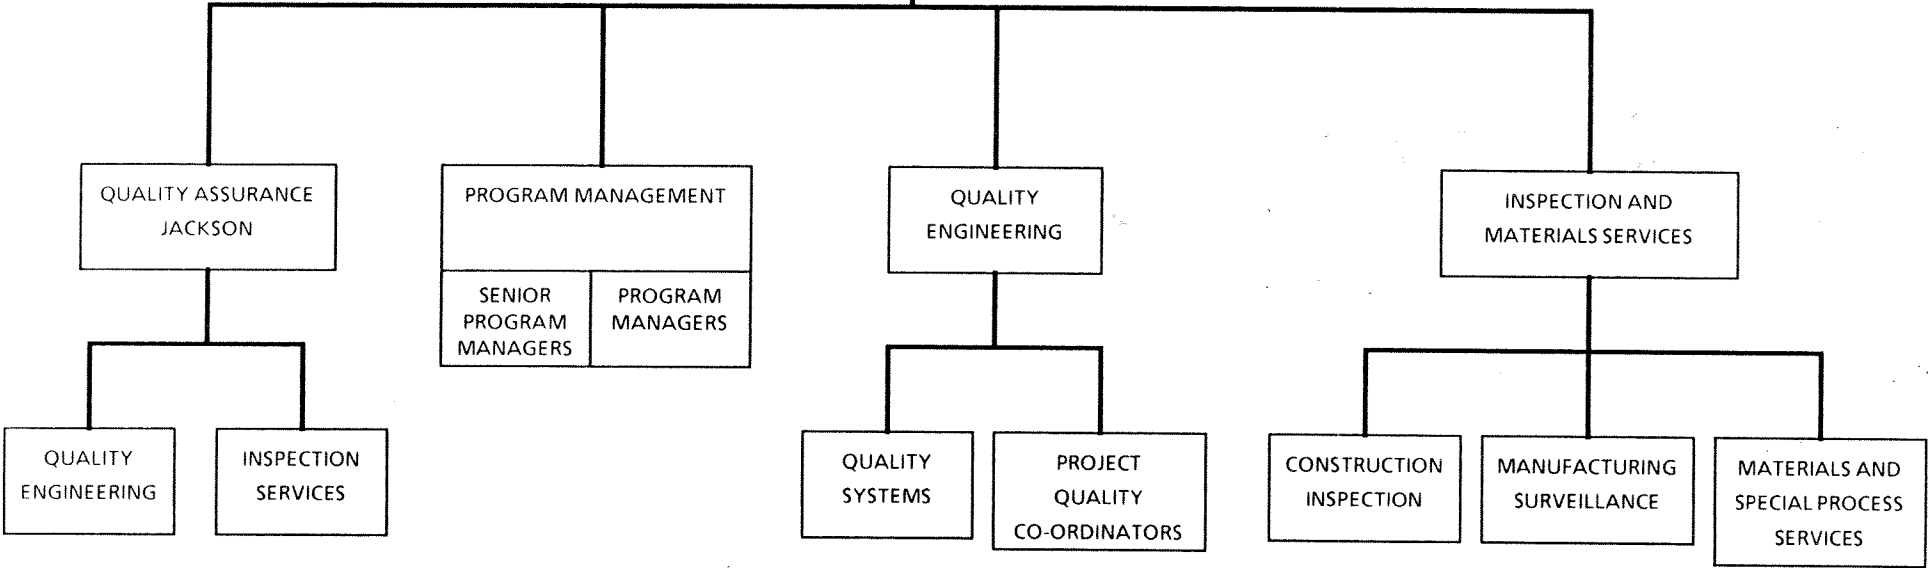 QUALITY ASSURANCE
JACKSON
PROGRAM MANAGEMENT
SENIOR
PROGRAM
MANAGERS
PROGRAM
MANAGERS
QUALITY
ENGINEERING
INSPECTION AND
MATERIALS SERVICES
QUALITY
ENGINEERING
INSPECTION
SERVICES
QUALITY
SYSTEMS
PROJECT
QUALITY
CO-ORDINATORS
CONSTRUCTION
INSPECTION
MANUFACTURING
SURVEILLANCE
MATERIALS AND
SPECIAL PROCESS
SERVICES